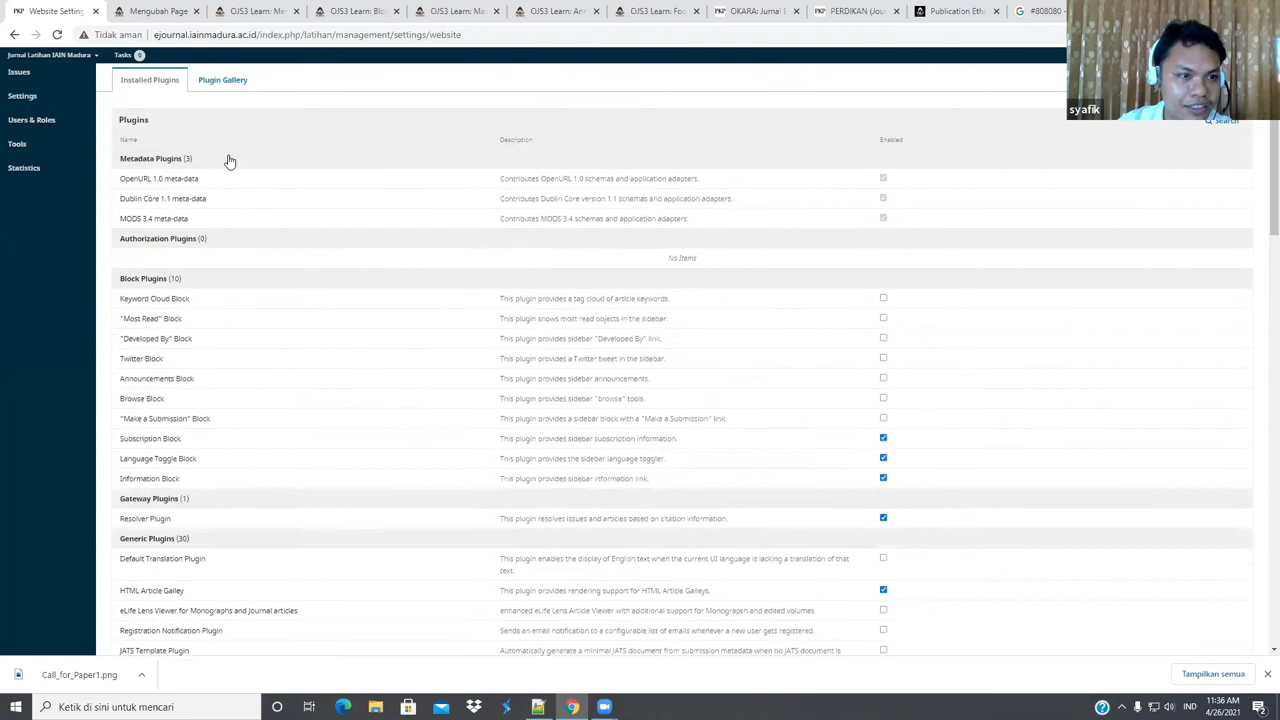 Website Setting
Mengubah Page
OJS3 Learn: Me
OJS3 Learn: Blo
OJS3 Learn: Ma
OJS3 Learn: Ann
OJS3 Learn: Foo
OKARA: Jurnal B
PERDIKAN (Jou
Publication Eth
#808080 -
Tidak aman ejournal.iainmadura.ac.id/index.php/latihan/management/settings/website
syafik
Jurnal Latihan IAIN Madura Tasks 0
Issues
Settings
Users & Roles
Tools
Statistics
Installed Plugins Plugin Gallery
Plugins Search
Name Description Enabled
Metadata Plugins (3)
OpenURL 1.0 meta-data Contributes OpenURL 1.0 schemas and application adapters.
Dublin Core 1.1 meta-data Contributes Dublin Core version 1.1 schemas and application adapters.
MODS 3.4 meta-data Contributes MODS 3.4 schemas and application adapters.
Authorization Plugins (0)
No Items
Block Plugins (10)
Keyword Cloud Block This plugin provides a tag cloud of article keywords.
"Most Read" Block This plugin shows most read objects in the sidebar.
"Developed By" Block This plugin provides sidebar "Developed By" link.
Twitter Block This plugin provides a Twitter tweet in the sidebar.
Announcements Block This plugin provides sidebar announcements.
Browse Block This plugin provides sidebar "browse" tools.
"Make a Submission" Block This plugin provides a sidebar block with a "Make a Submission" link.
Subscription Block This plugin provides sidebar subscription information.
Language Toggle Block This plugin provides the sidebar language toggler.
Information Block This plugin provides sidebar information link.
Gateway Plugins (1)
Resolver Plugin This plugin resolves issues and articles based on citation information.
Generic Plugins (30)
Default Translation Plugin This plugin enables the display of English text when the current UI language is lacking a translation of that
text.
HTML Article Galley This plugin provides rendering support for HTML Article Galleys.
eLife Lens Viewer for Monographs and Journal articles enhanced eLife Lens Article Viewer with additional support for Monograpsh and edited volumes
Registration Notification Plugin Sends an email notification to a configurable list of emails whenever a new user gets registered.
JATS Template Plugin Automatically generate a minimal JATS document from submission metadata when no JATS document is
Call_for_Paper1.png Tampilkan semua
Ketik di sini untuk mencari
IND 11:36 AM
4/26/2021 2